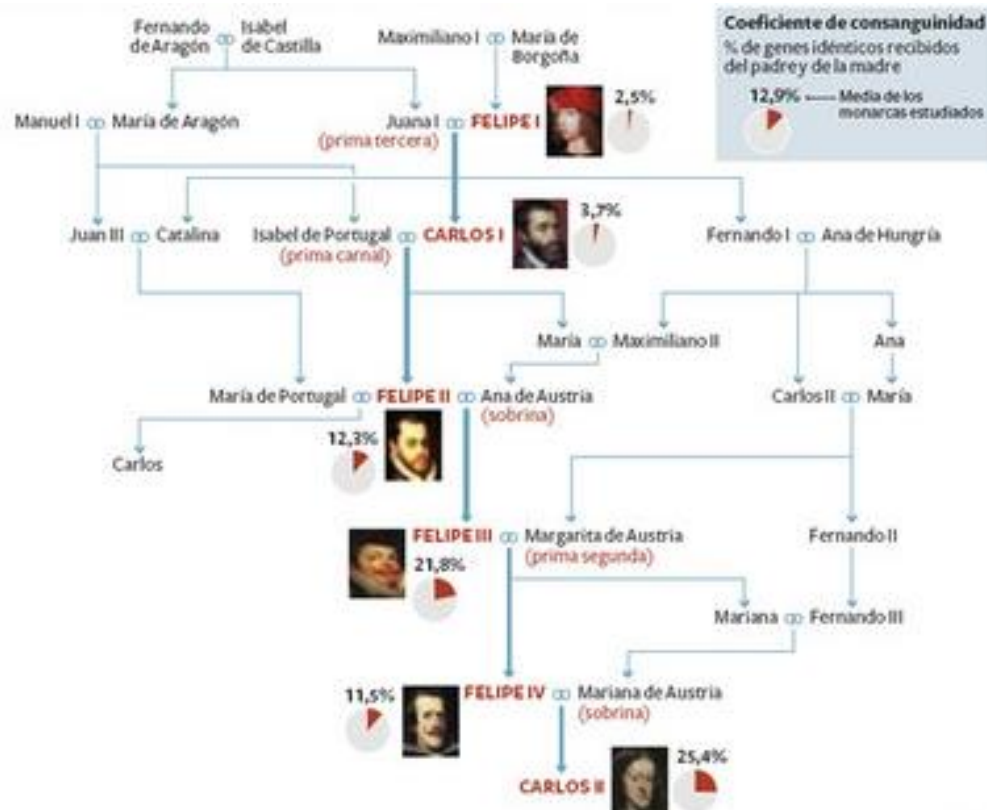 Fernando de Aragón ∞ Isabel de Castilla
Maximiliano I ∞ María de Borgoña
Coeficiente de consanguinidad
% de genes idénticos recibidos
del padre y de la madre
12,9%
Media de los
monarcas estudiados
Manuel I ∞ María de Aragón
Juana I ∞ FELIPE I
(prima tercera)
2,5%
Juan III ∞ Catalina
Isabel de Portugal ∞ CARLOS I
(prima carnal)
3,7%
Fernando I ∞ Ana de Hungría
María ∞ Maximiliano II
Ana
María de Portugal ∞ FELIPE II ∞ Ana de Austria
(sobrina)
Carlos II ∞ María
12,3%
Carlos
FELIPE III ∞ Margarita de Austria
(prima segunda)
Fernando II
21,8%
Mariana ∞ Fernando III
11,5%
FELIPE IV ∞ Mariana de Austria
(sobrina)
CARLOS II
25,4%